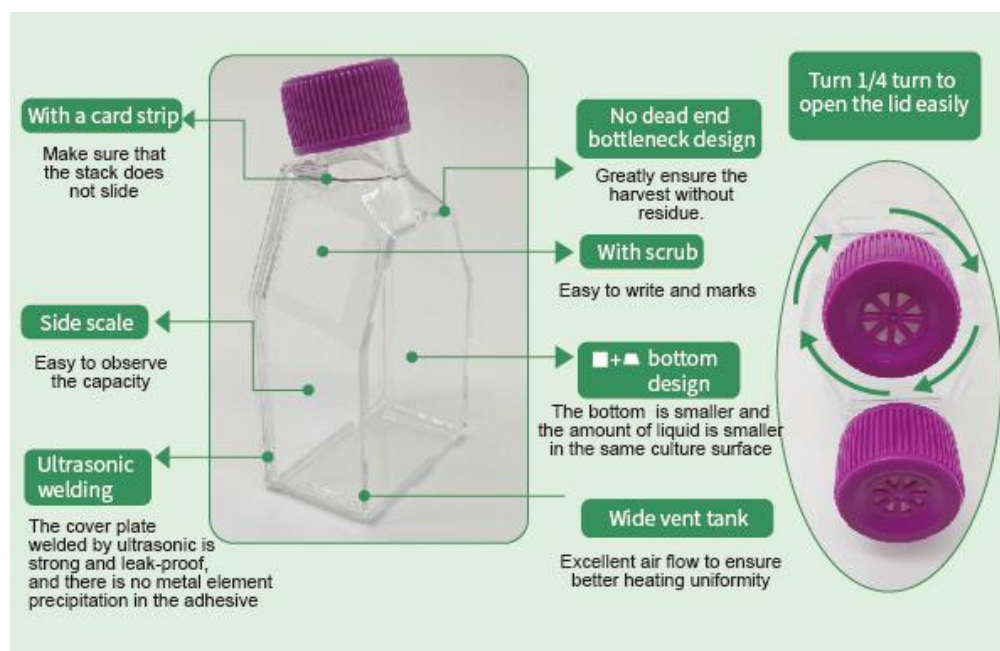 With a card strip
Make sure that
the stack does
not slide
Side scale
Easy to observe
the capacity
Ultrasonic
welding
The cover plate
welded by ultrasonic is
strong and leak-proof,
and there is no metal element
precipitation in the adhesive
No dead end
bottleneck design
Greatly ensure the
harvest without
residue.
With scrub
Easy to write and marks
■+▲ bottom
design
The bottom is smaller and
the amount of liquid is smaller
in the same culture surface
Wide vent tank
Excellent air flow to ensure
better heating uniformity
Turn 1/4 turn to
open the lid easily